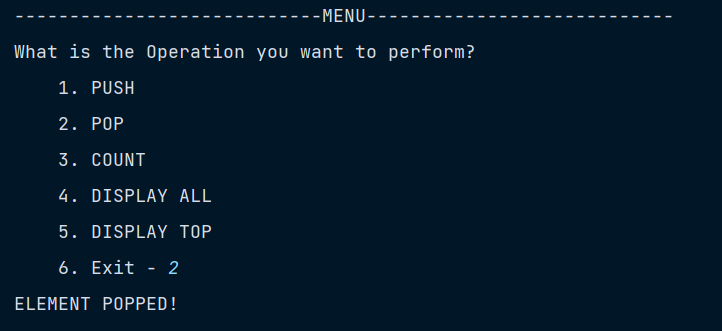 ----------------------------MENU----------------------------
What is the Operation you want to perform?
1. PUSH
2. POP
3. COUNT
4. DISPLAY ALL
5. DISPLAY TOP
6. Exit - 2
ELEMENT POPPED!